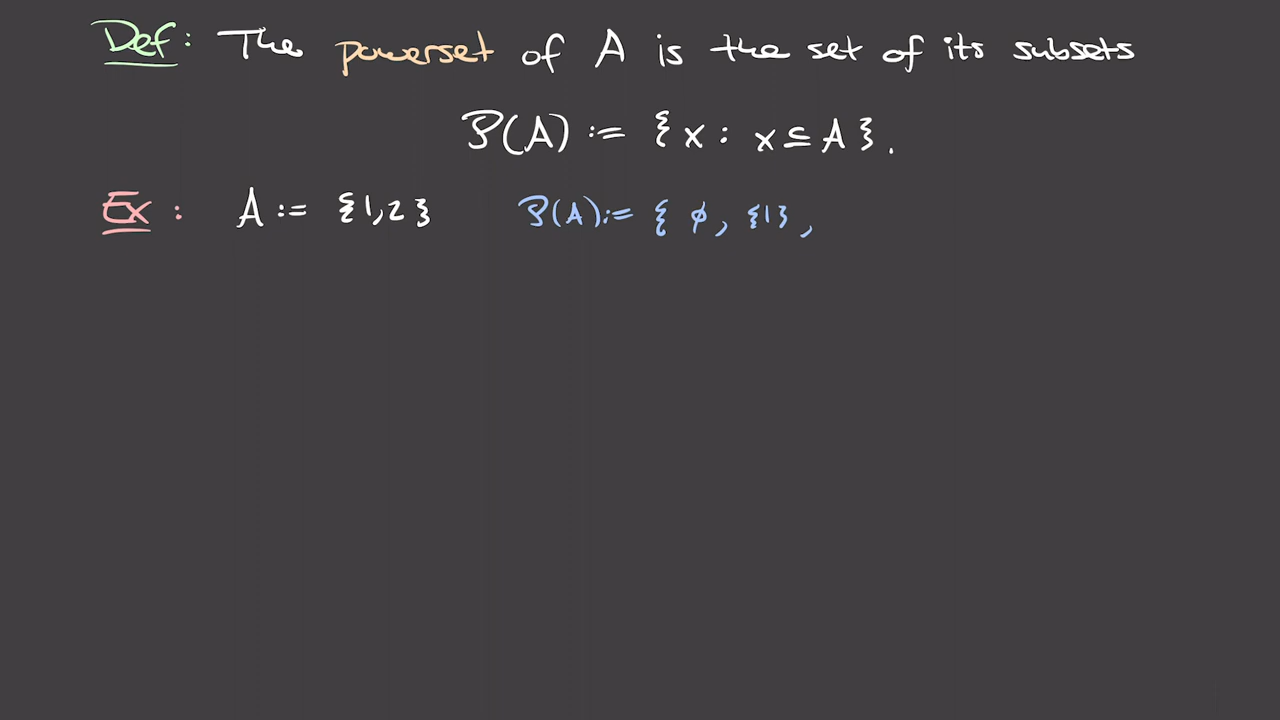 Def: The powerset of A is the set of its subsets
P(A) := { x : x ⊆ A }.
Ex: A := {1,2} P(A) := { ∅, {1},